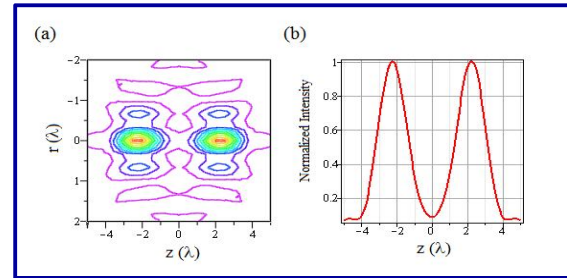 (a)
−2
−1
0
1
2
r (λ)
−4 −2 0 2 4
z (λ)
(b)
1
0.8
0.6
0.4
0.2
Normalized Intensity
−4 −2 0 2 4
z (λ)